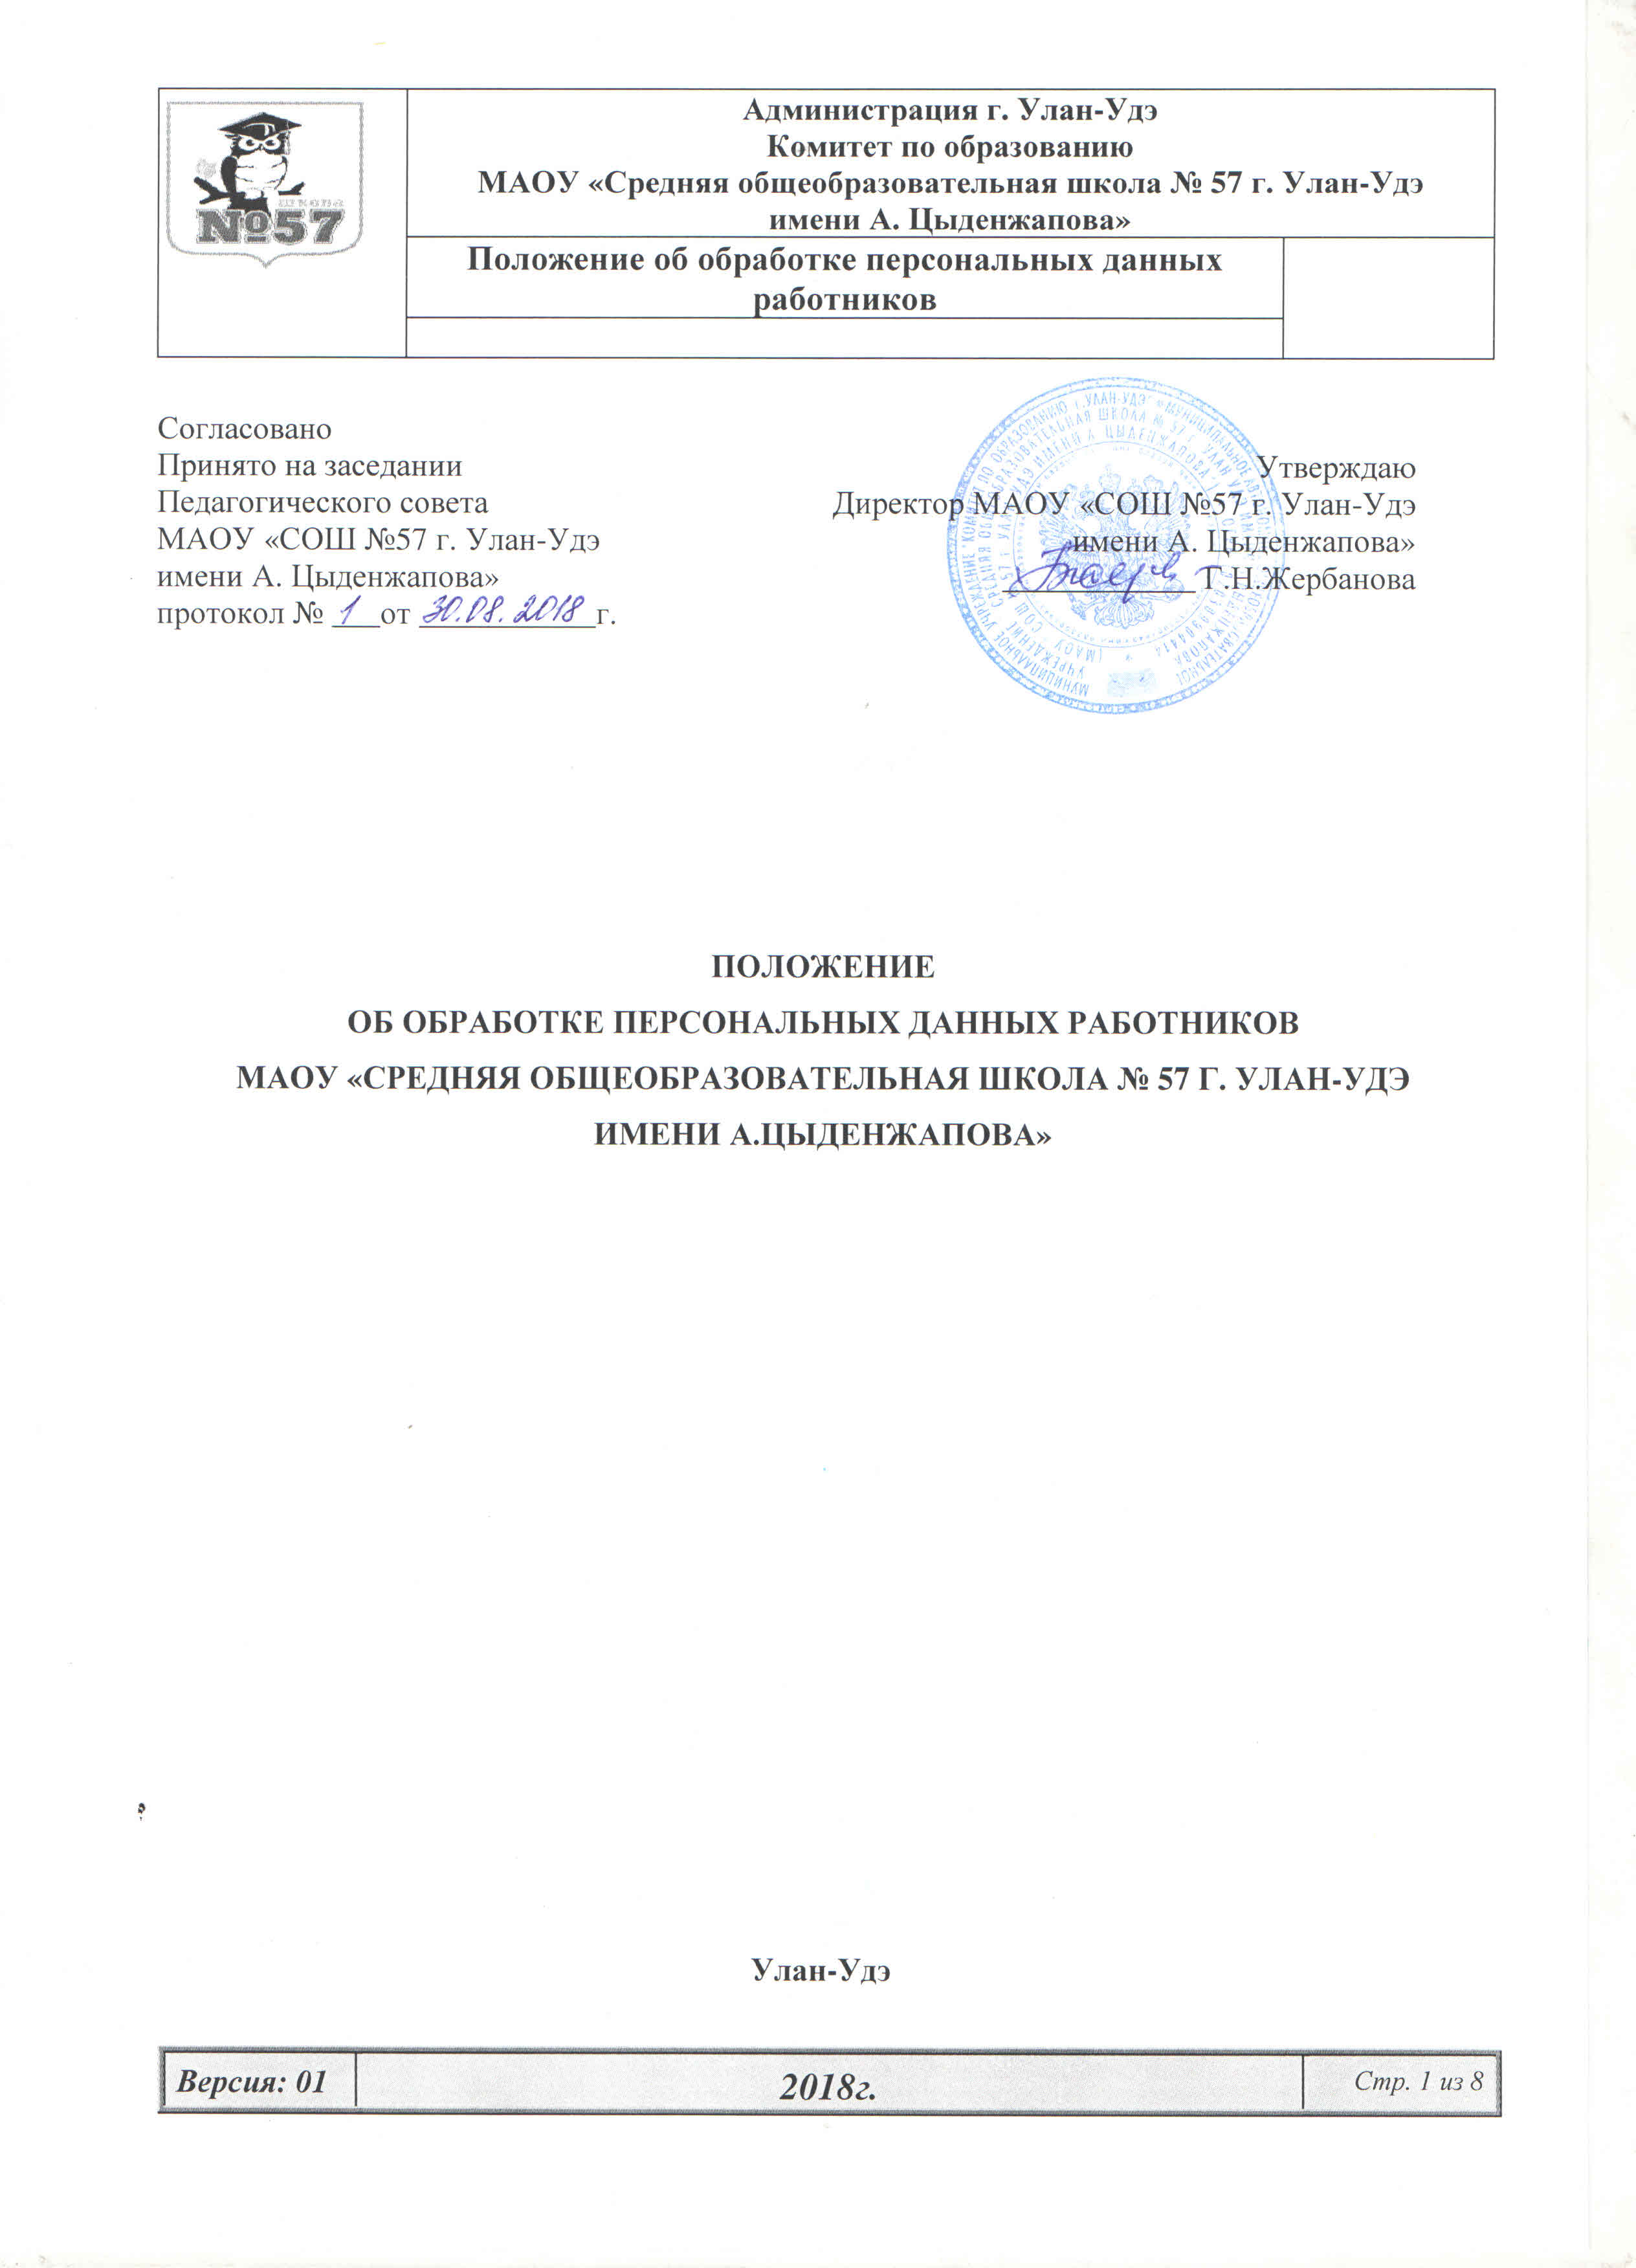 школа
№57
Администрация г. Улан-Удэ
Комитет по образованию
МАОУ «Средняя общеобразовательная школа № 57 г. Улан-Удэ
имени А. Цыденжапова»
Положение об обработке персональных данных
работников
Согласовано
Принято на заседании
Педагогического совета
МАОУ «СОШ №57 г. Улан-Удэ
имени А. Цыденжапова»
протокол № 1 от 30.08.2018 г.
Утверждаю
Директор МАОУ «СОШ №57 г. Улан-Удэ
имени А. Цыденжапова»
Г.Н.Жербанова
ПОЛОЖЕНИЕ
ОБ ОБРАБОТКЕ ПЕРСОНАЛЬНЫХ ДАННЫХ РАБОТНИКОВ
МАОУ «СРЕДНЯЯ ОБЩЕОБРАЗОВАТЕЛЬНАЯ ШКОЛА № 57 Г. УЛАН-УДЭ
ИМЕНИ А.ЦЫДЕНЖАПОВА»
Улан-Удэ
Версия: 01
2018г.
Стр. 1 из 8